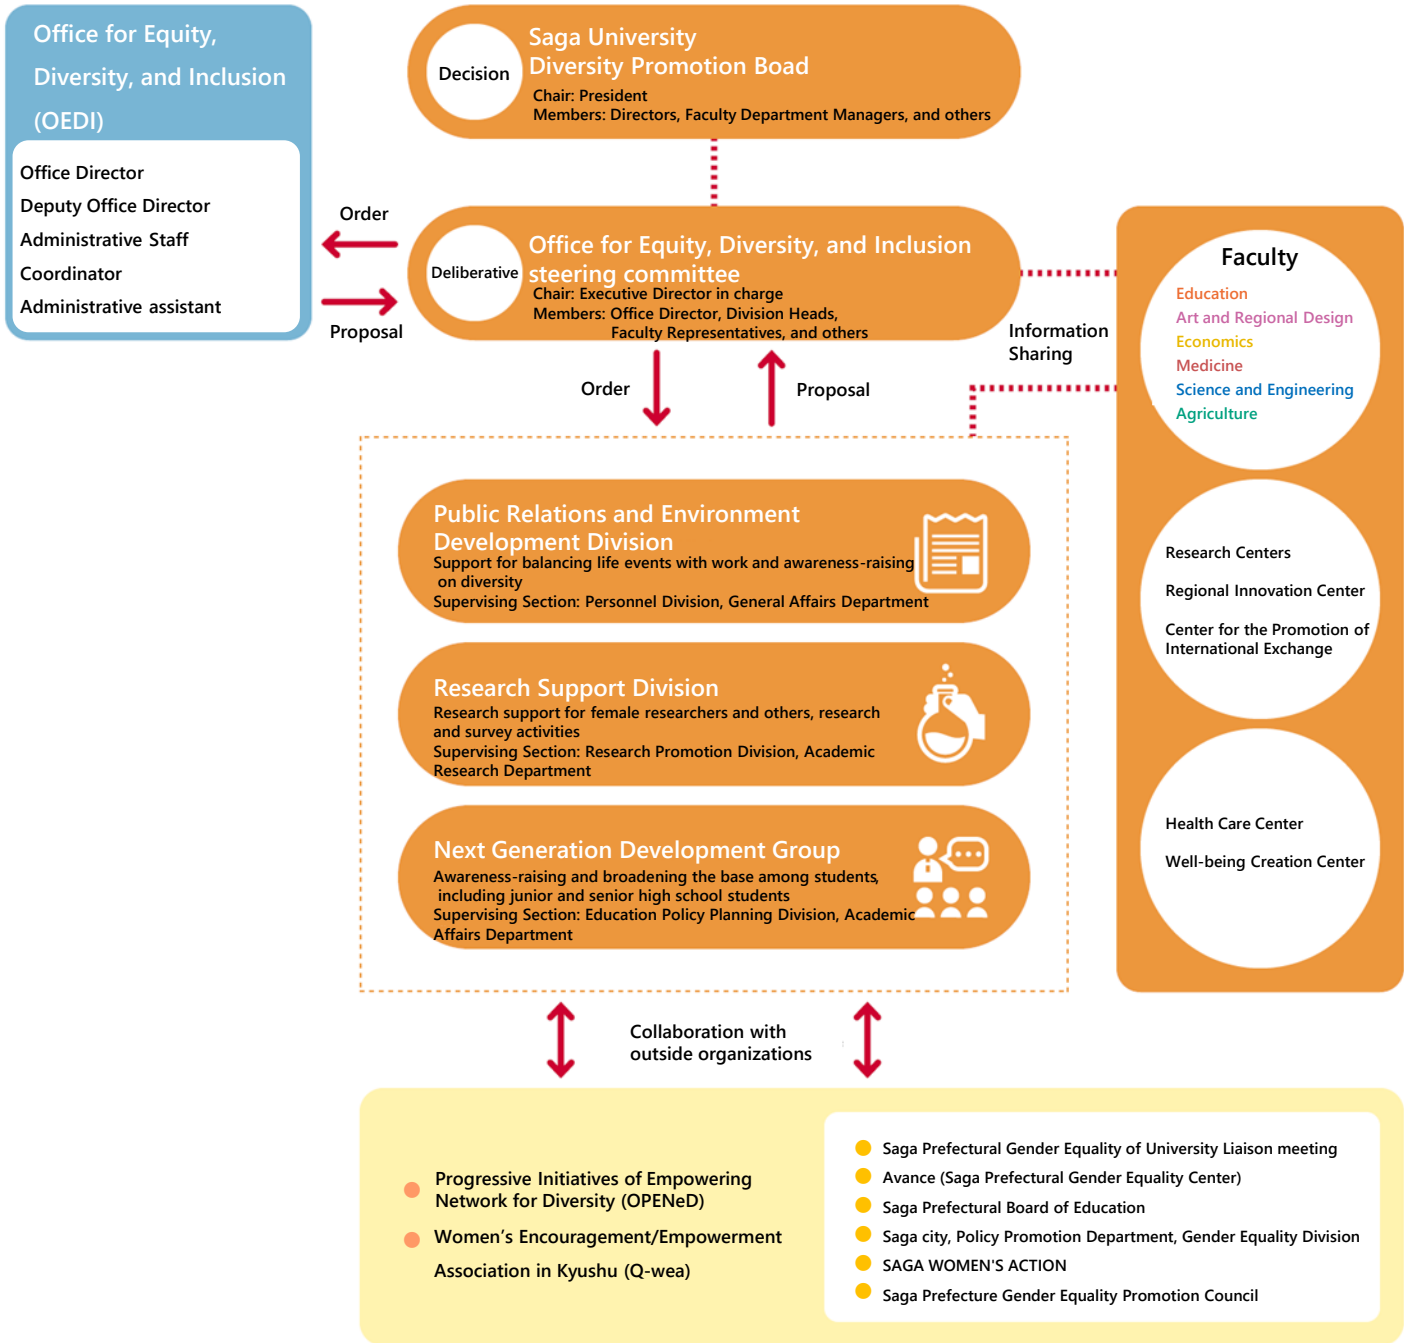 Office for Equity,
Diversity, and Inclusion
(OEDI)
Office Director
Deputy Office Director
Administrative Staff
Coordinator
Administrative assistant
Decision
Saga University
Diversity Promotion Boad
Chair: President
Members: Directors, Faculty Department Managers, and others
Order
Proposal
Deliberative
Office for Equity, Diversity, and Inclusion
steering committee
Chair: Executive Director in charge
Members: Office Director, Division Heads,
Faculty Representatives, and others
Information
Sharing
Order
Proposal
Faculty
Education
Art and Regional Design
Economics
Medicine
Science and Engineering
Agriculture
Research Centers
Regional Innovation Center
Center for the Promotion of
International Exchange
Health Care Center
Well-being Creation Center
Public Relations and Environment
Development Division
Support for balancing life events with work and awareness-raising
on diversity
Supervising Section: Personnel Division, General Affairs Department
Research Support Division
Research support for female researchers and others, research
and survey activities
Supervising Section: Research Promotion Division, Academic
Research Department
Next Generation Development Group
Awareness-raising and broadening the base among students,
including junior and senior high school students
Supervising Section: Education Policy Planning Division, Academic
Affairs Department
Collaboration with
outside organizations
Progressive Initiatives of Empowering
Network for Diversity (OPENeD)
Women's Encouragement/Empowerment
Association in Kyushu (Q-wea)
Saga Prefectural Gender Equality of University Liaison meeting
Avance (Saga Prefectural Gender Equality Center)
Saga Prefectural Board of Education
Saga city, Policy Promotion Department, Gender Equality Division
SAGA WOMEN'S ACTION
Saga Prefecture Gender Equality Promotion Council